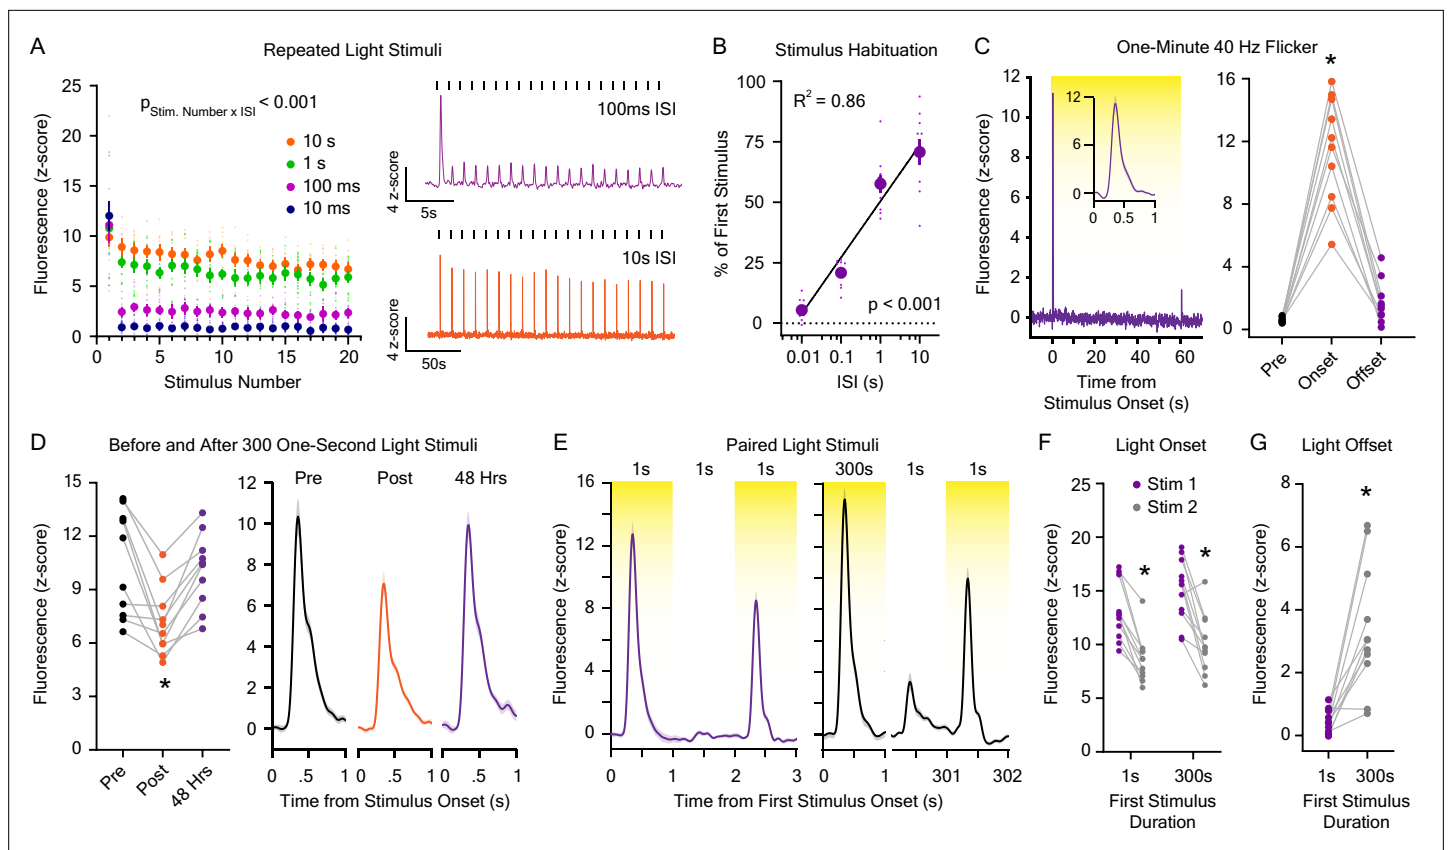 A
Repeated Light Stimuli
25
20
15
10
5
0
Fluorescence (z-score)
pStim. Number x ISI < 0.001
10 s
1 s
100 ms
10 ms
0
5
10
15
20
Stimulus Number
100ms ISI
4 z-score
5s
10s ISI
4 z-score
50s
B
Stimulus Habituation
100
75
50
25
0
% of First Stimulus
R2 = 0.86
p < 0.001
0.01
0.1
1
10
ISI (s)
C
One-Minute 40 Hz Flicker
12
10
8
6
4
2
0
Fluorescence (z-score)
12
6
0
0
0.5
1
0
20
40
60
Time from
Stimulus Onset (s)
16
12
8
4
0
*
Pre
Onset
Offset
D
Before and After 300 One-Second Light Stimuli
15
12
9
6
3
0
Fluorescence (z-score)
*
Pre
Post
48 Hrs
12
10
8
6
4
2
0
Pre
Post
48 Hrs
0
.5
1
0
.5
1
0
.5
1
Time from Stimulus Onset (s)
E
Paired Light Stimuli
1s
1s
1s
300s
1s
1s
16
12
8
4
0
Fluorescence (z-score)
0
1
2
3
0
1
301
302
Time from First Stimulus Onset (s)
F
Light Onset
25
20
15
10
5
0
Fluorescence (z-score)
Stim 1
Stim 2
*
*
1s
300s
First Stimulus
Duration
G
Light Offset
8
6
4
2
0
Fluorescence (z-score)
*
1s
300s
First Stimulus
Duration